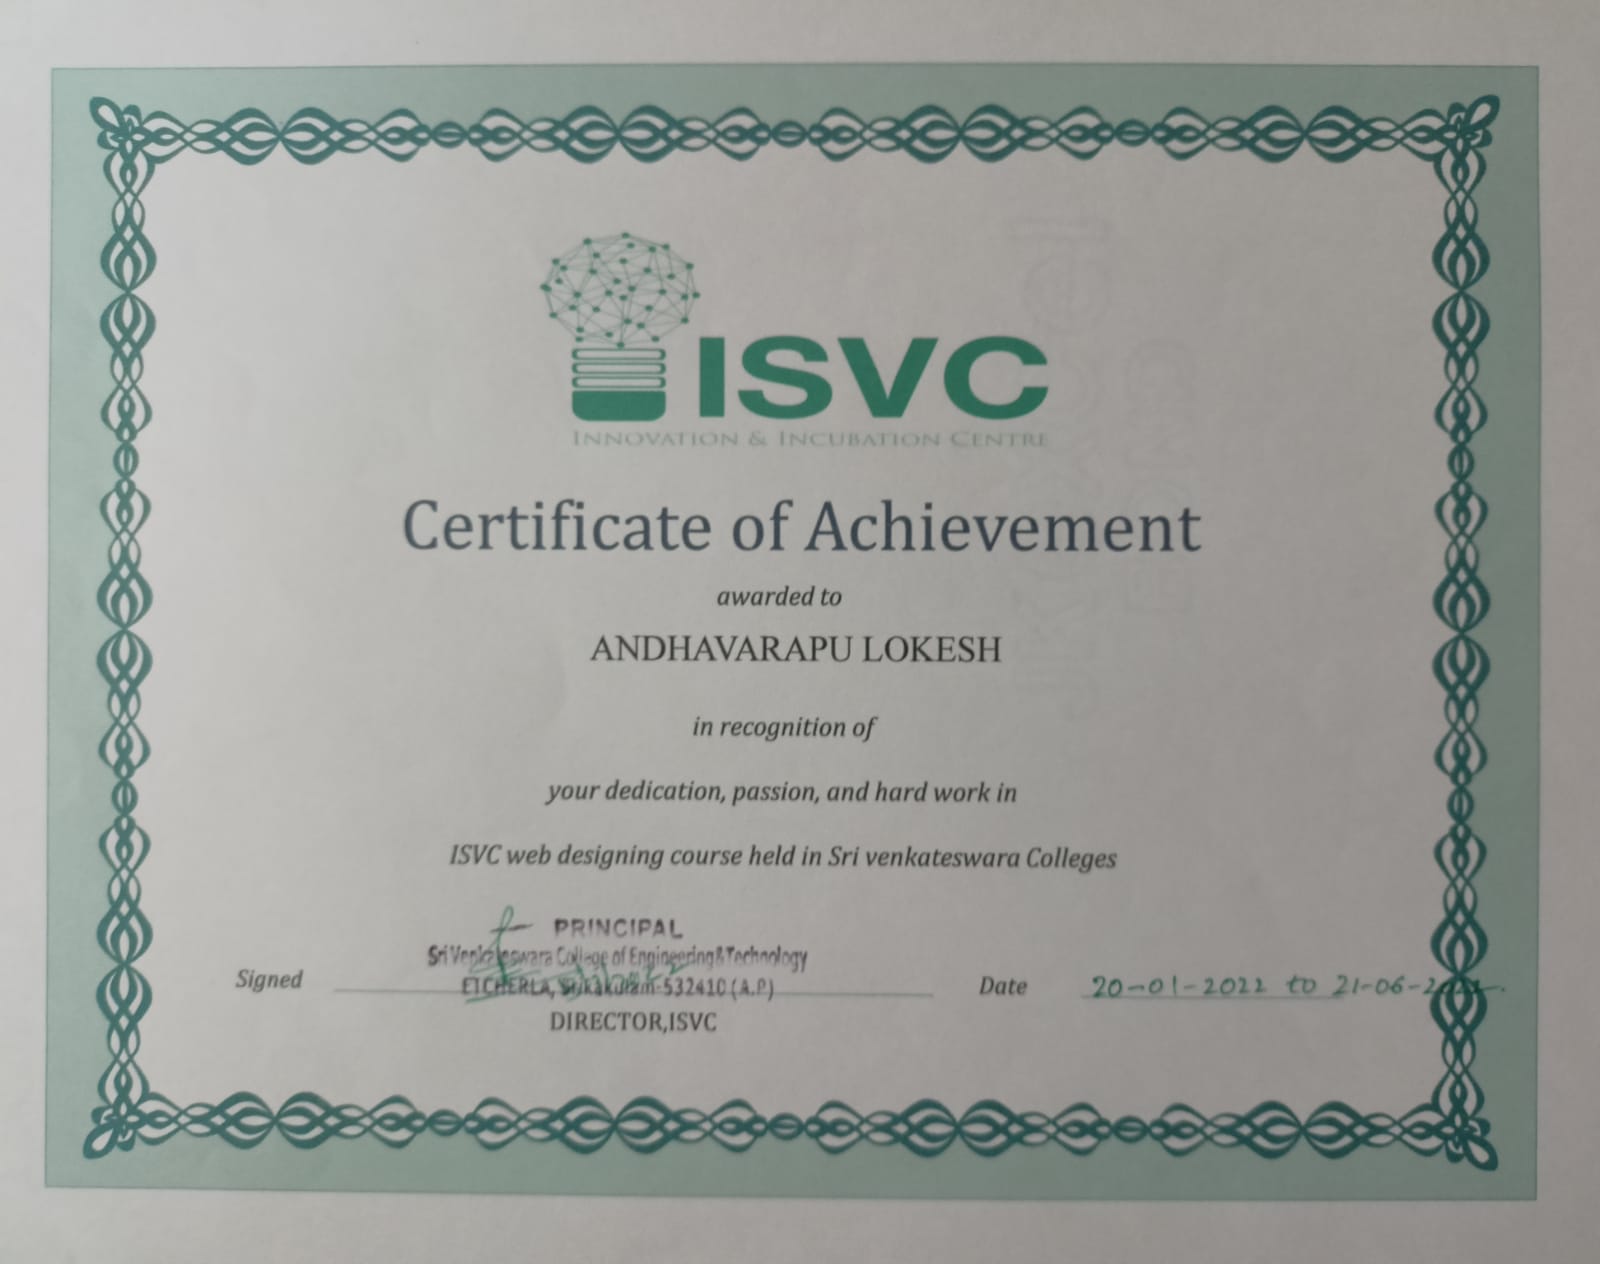 ISVC
INNOVATION & INCUBATION CENTRE
Certificate of Achievement
awarded to
ANDHAVARAPU LOKESH
in recognition of
your dedication, passion, and hard work in
ISVC web designing course held in Sri venkateswara Colleges
PRINCIPAL
Sri Venkateswara College of Engineering & Technology
ETCHERLA, Srikakulam-532410 (A.P)
Signed
DIRECTOR,ISVC
Date 20-01-2022 to 21-06-